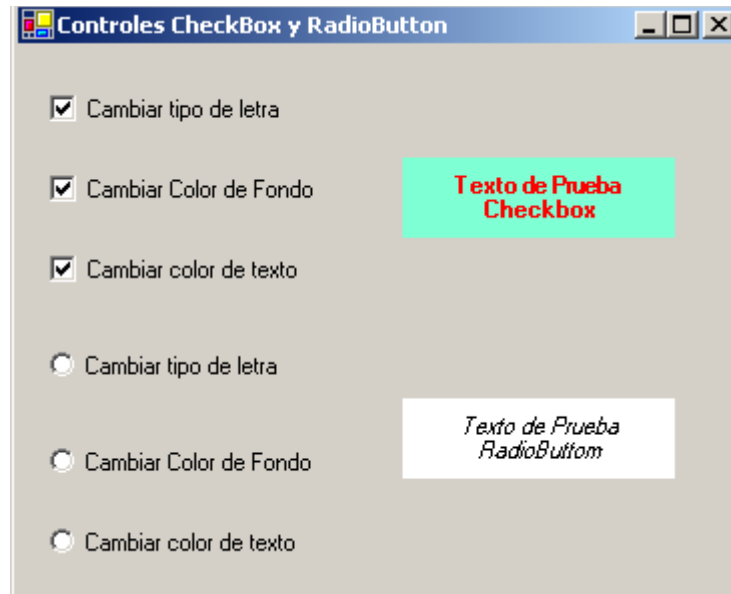 Controles CheckBox y RadioButton
Cambiar tipo de letra
Cambiar Color de Fondo
Texto de Prueba
Checkbox
Cambiar color de texto
Cambiar tipo de letra
Texto de Prueba
RadioButtom
Cambiar Color de Fondo
Cambiar color de texto